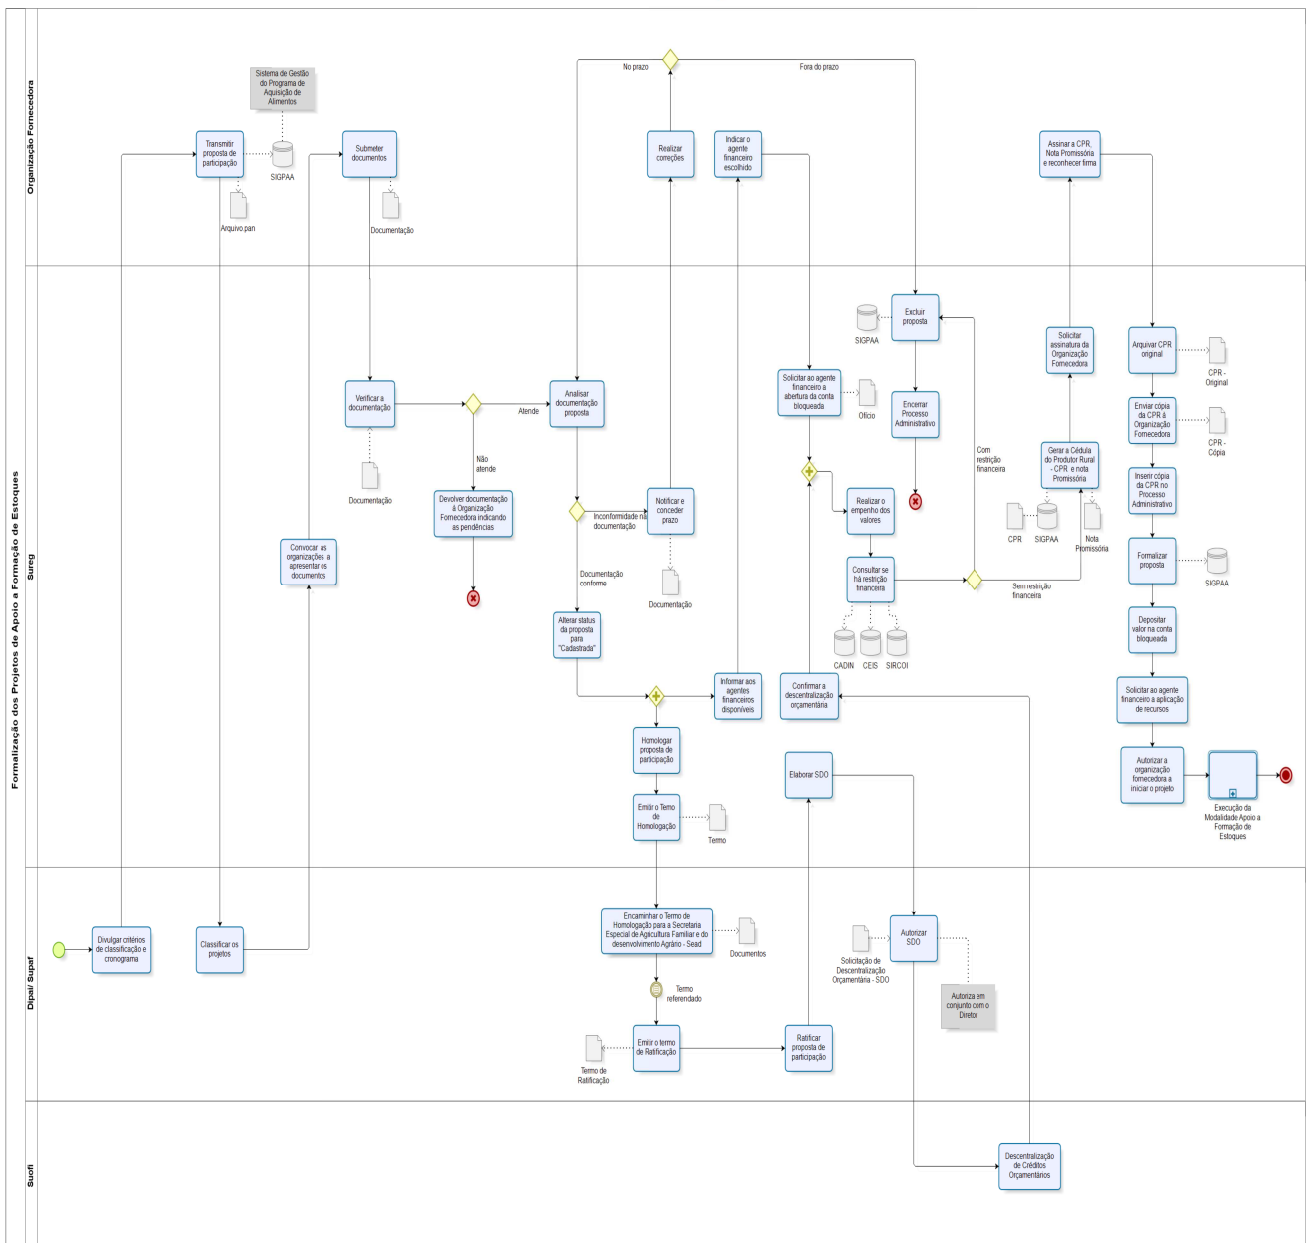 Formalização dos Projetos de Apoio a Formação de Estoques
Organização Fornecedora
Sistema de Gestão
do Programa de
Aquisição de
Alimentos
Transmitir
proposta de
participação
SIGPAA
Arquivo.pan
Submeter
documentos
Documentação
No prazo
Fora do prazo
Realizar
correções
Indicar o
agente
financeiro
escolhido
Assinar a CPR,
Nota Promissória
e reconhecer firma
Sureg
Verificar a
documentação
Documentação
Atende
Não
atende
Devolver documentação
à Organização
Fornecedora indicando
as pendências
Convocar as
organizações a
apresentar os
documentos
Analisar
documentação
proposta
Inconformidade na
documentação
Notificar e
conceder
prazo
Documentação
Documentação
conforme
Alterar status
da proposta
para
"Cadastrada"
Informar aos
agentes
financeiros
disponíveis
Homologar
proposta de
participação
Emitir o Termo
de
Homologação
Termo
Solicitar ao agente
financeiro a
abertura da conta
bloqueada
Ofício
Excluir
proposta
SIGPAA
Encerrar
Processo
Administrativo
Realizar o
empenho dos
valores
Consultar se
há restrição
financeira
CADIN
CEIS
SIRCOI
Confirmar a
descentralização
orçamentária
Elaborar SDO
Com
restrição
financeira
Sem restrição
financeira
Solicitar
assinatura da
Organização
Fornecedora
Gerar a Cédula
do Produtor Rural
- CPR e nota
Promissória
CPR
SIGPAA
Nota
Promissória
Arquivar CPR
original
CPR -
Original
Enviar cópia
da CPR à
Organização
Fornecedora
CPR -
Cópia
Inserir cópia
da CPR no
Processo
Administrativo
Formalizar
proposta
SIGPAA
Depositar
valor na conta
bloqueada
Solicitar ao agente
financeiro a aplicação
de recursos
Autorizar a
organização
fornecedora a
iniciar o projeto
Execução da
Modalidade Apoio a
Formação de
Estoques
Dipai/ Supaf
Divulgar critérios
de classificação e
cronograma
Classificar os
projetos
Encaminhar o Termo de
Homologação para a Secretaria
Especial de Agricultura Familiar e do
desenvolvimento Agrário - Sead
Documentos
Termo
referendado
Emitir o termo
de Ratificação
Termo de
Ratificação
Ratificar
proposta de
participação
Autorizar
SDO
Solicitação de
Descentralização
Orçamentária - SDO
Autoriza em
conjunto com o
Diretor
Suofi
Descentralização
de Créditos
Orçamentários